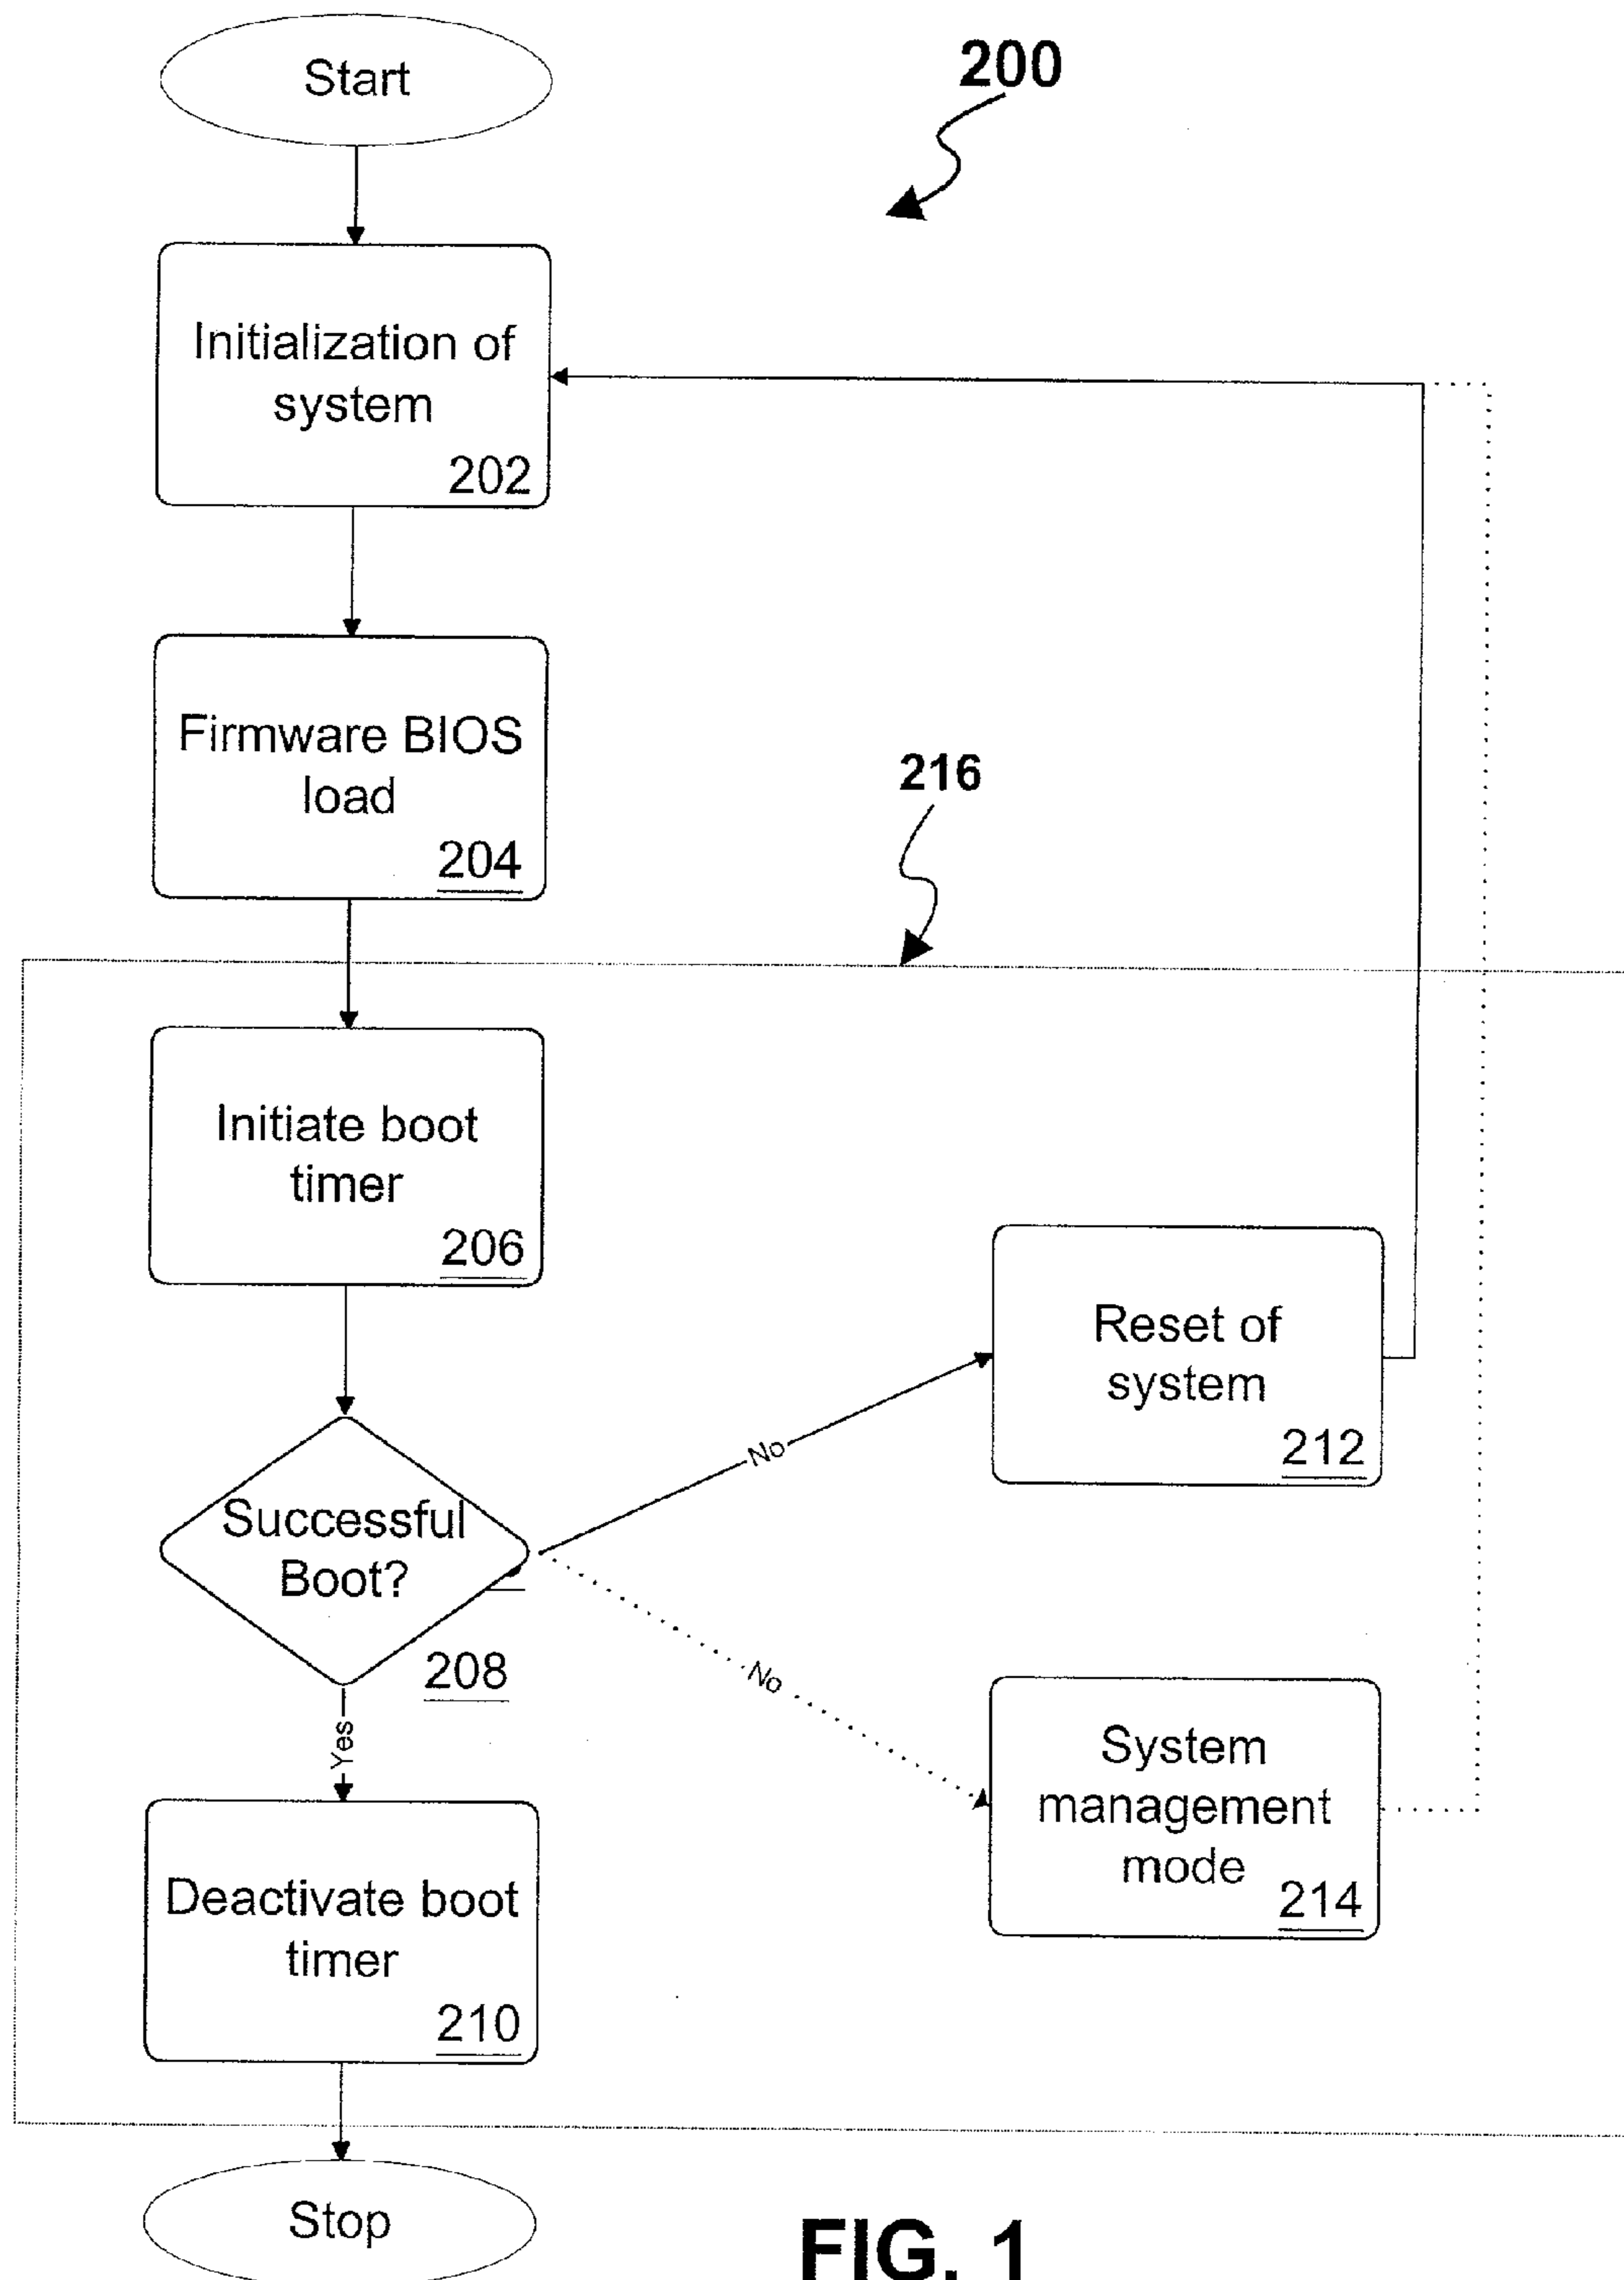 Start
200
Initialization of
system
202
Firmware BIOS
load
204
216
Initiate boot
timer
206
Reset of
system
212
No
Successful
Boot?
208
No
Yes
System
management
mode
214
Deactivate boot
timer
210
Stop
FIG. 1